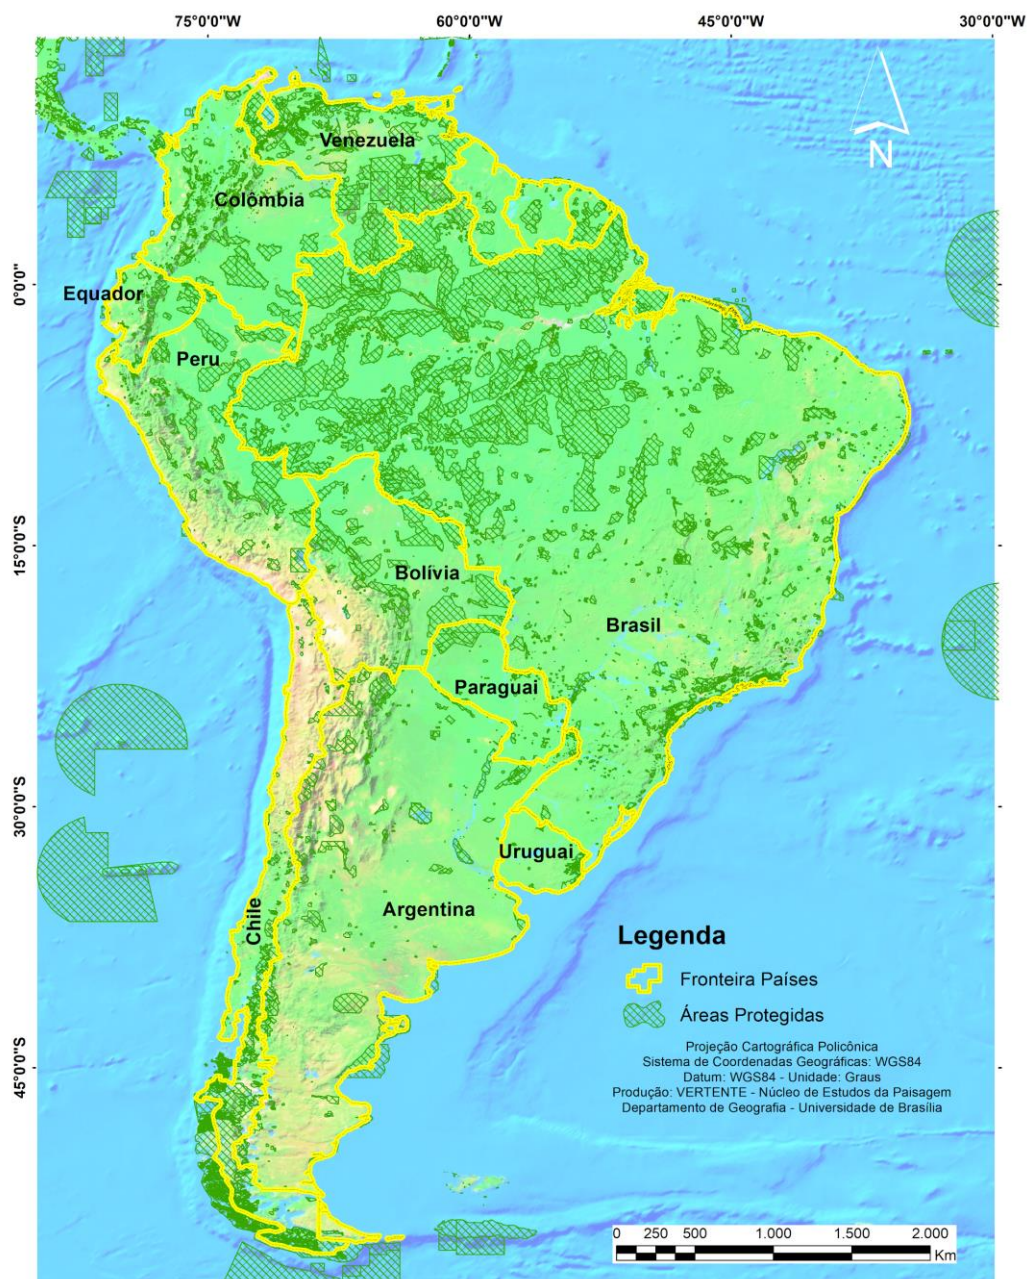 75°0'0"W 60°0'0"W 45°0'0"W 30°0'0"W
N
Venezuela
Colômbia
0°0'0"
Equador
Peru
15°0'0"S
Bolívia
Brasil
Paraguai
30°0'0"S
Uruguai
Chile
Argentina
Legenda
Fronteira Países
Áreas Protegidas
45°0'0"S
Projeção Cartográfica Policônica
Sistema de Coordenadas Geográficas: WGS84
Datum: WGS84 - Unidade: Graus
Produção: VERTENTE - Núcleo de Estudos da Paisagem
Departamento de Geografia - Universidade de Brasília
0 250 500 1.000 1.500 2.000
Km